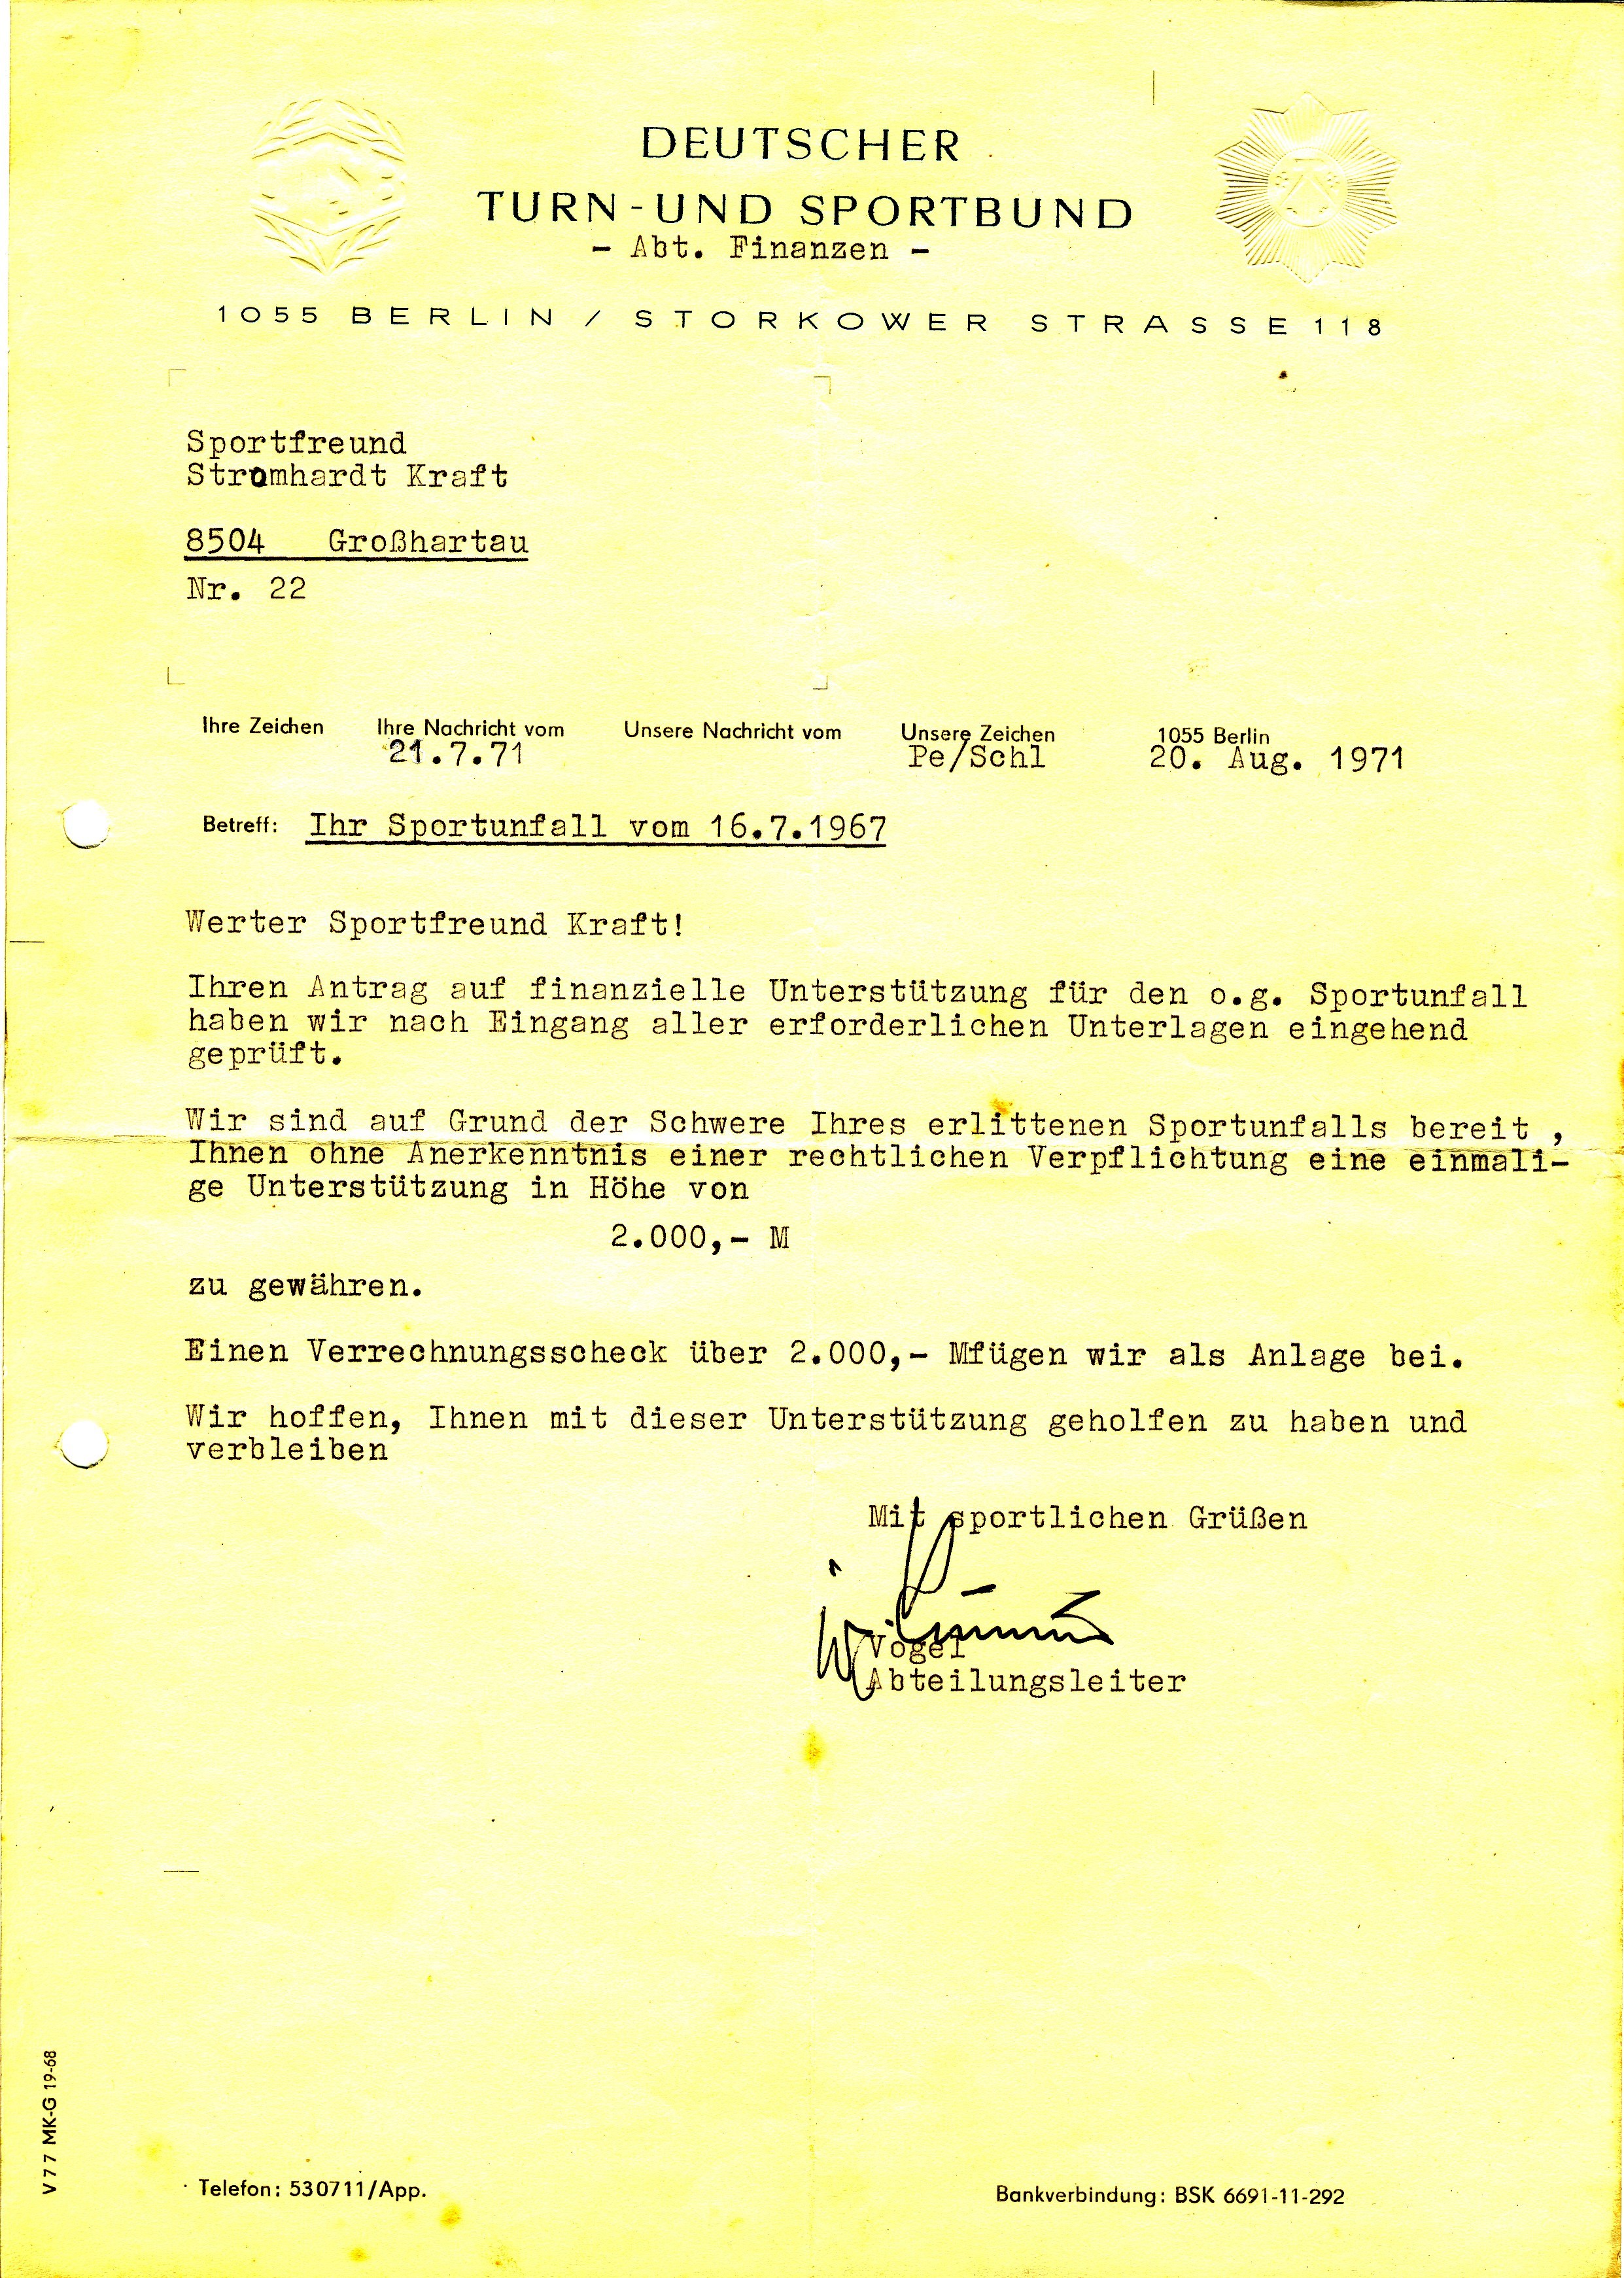 DEUTSCHER
TURN-UND SPORTBUND
- Abt. Finanzen -
1055 BERLIN / STORKOWER STRASSE 118
Sportfreund
Stromhardt Kraft
8504 Großhartau
Nr. 22
Ihre Zeichen Ihre Nachricht vom Unsere Nachricht vom Unsere Zeichen 1055 Berlin
21.7.71 Pe/Schl 20. Aug. 1971
Betreff: Ihr Sportunfall vom 16.7.1967
Werter Sportfreund Kraft!
Ihren Antrag auf finanzielle Unterstützung für den o.g. Sportunfall
haben wir nach Eingang aller erforderlichen Unterlagen eingehend
geprüft.
Wir sind auf Grund der Schwere Ihres erlittenen Sportunfalls bereit ,
Ihnen ohne Anerkenntnis einer rechtlichen Verpflichtung eine einmali-
ge Unterstützung in Höhe von
2.000,- M
zu gewähren.
Einen Verrechnungsscheck über 2.000,- Mfügen wir als Anlage bei.
Wir hoffen, Ihnen mit dieser Unterstützung geholfen zu haben und
verbleiben
Mit sportlichen Grüßen
Vogel
Abteilungsleiter
V 7 7 MK-G 19-68
Telefon: 530711/App.
Bankverbindung: BSK 6691-11-292